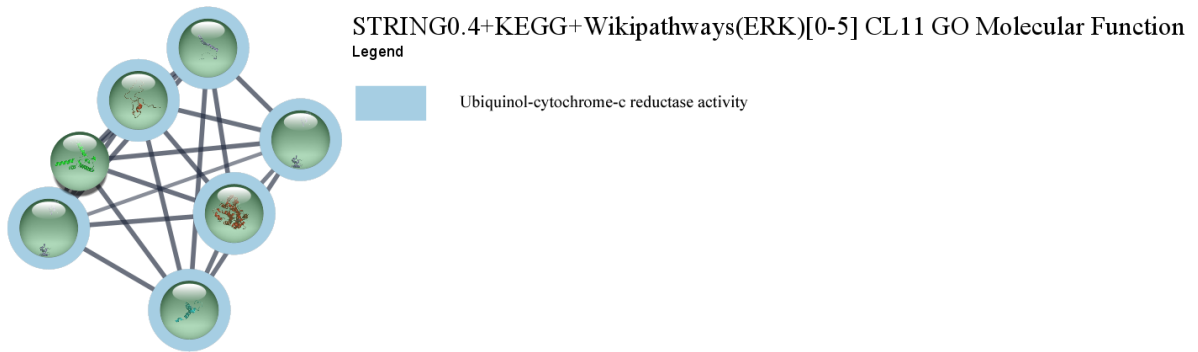 STRING0.4+KEGG+Wikipathways(ERK)[0-5] CL11 GO Molecular Function
Legend
Ubiquinol-cytochrome-c reductase activity